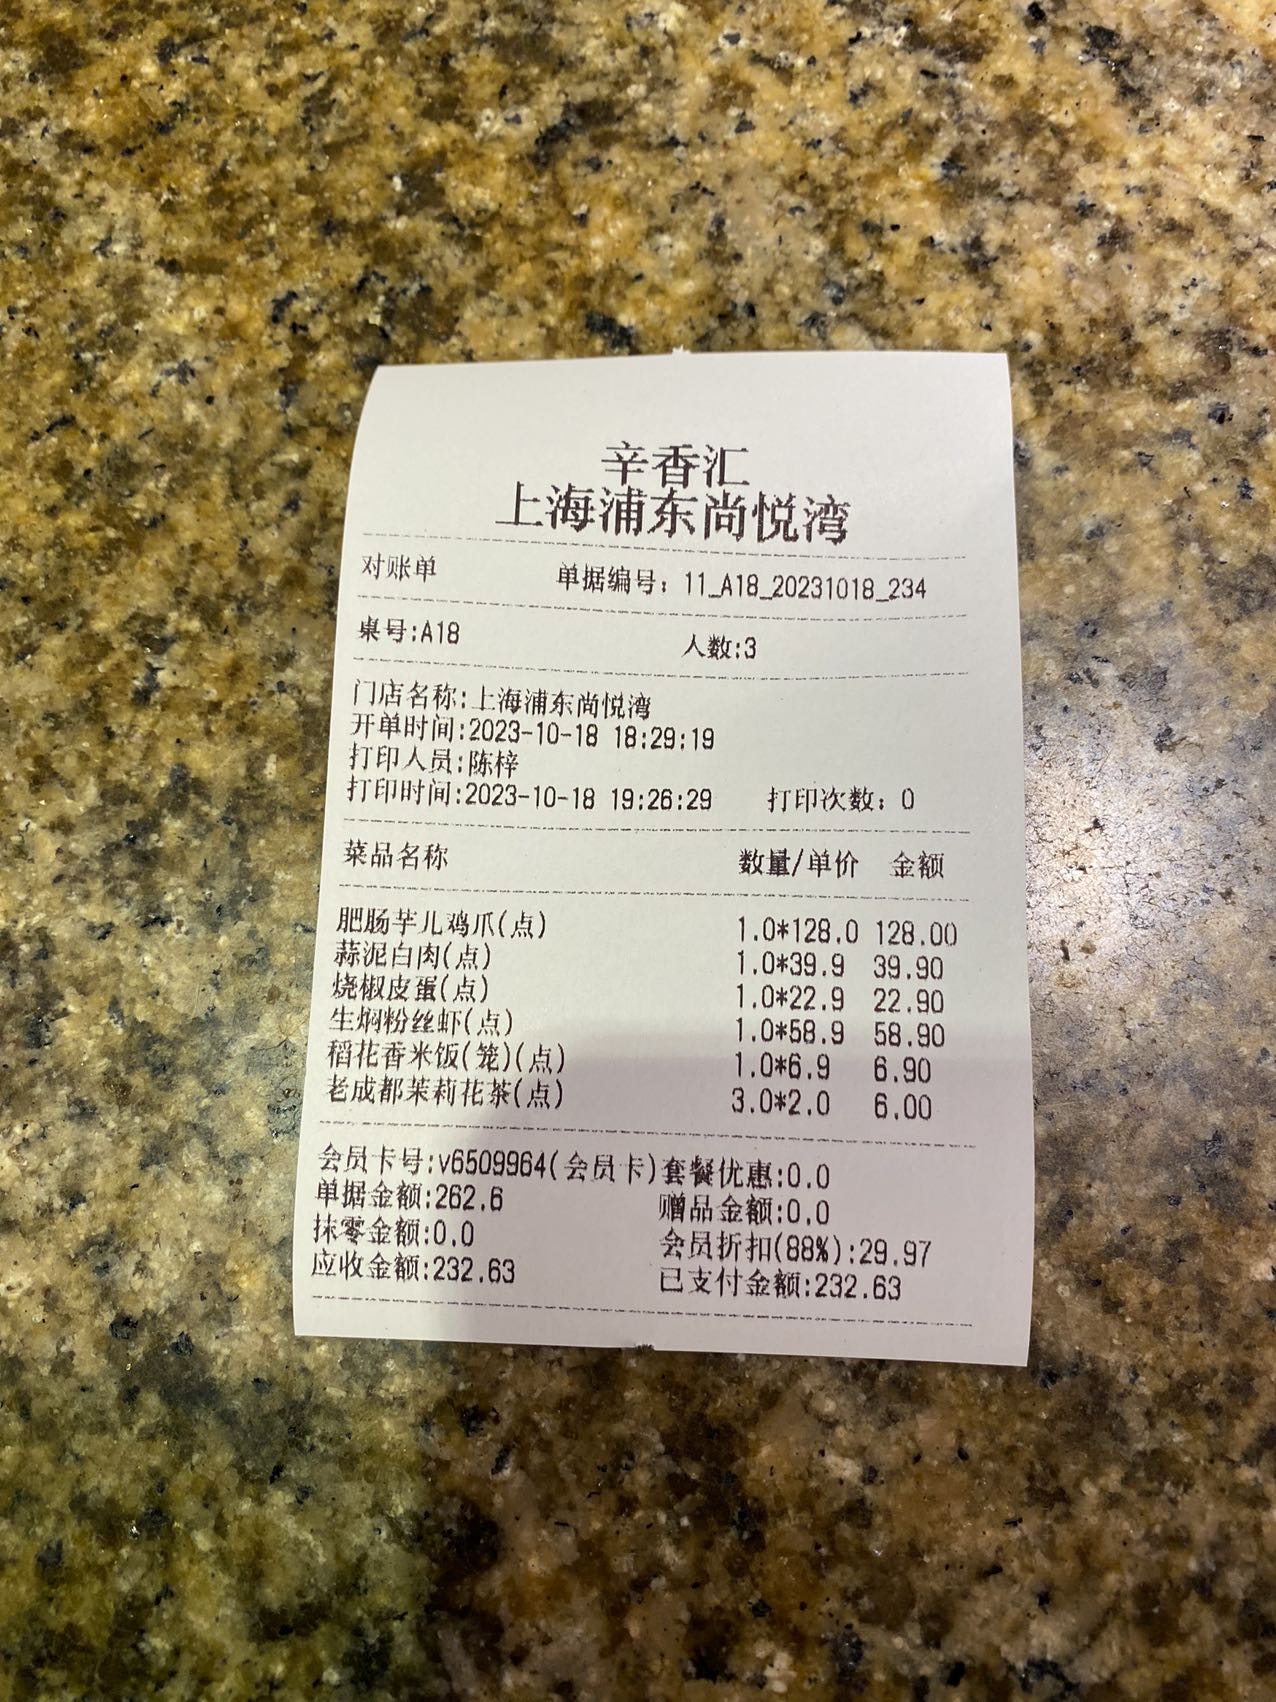 辛香汇
上海浦东尚悦湾
对账单 单据编号：11_A18_20231018_234
桌号:A18 人数:3
门店名称:上海浦东尚悦湾
开单时间:2023-10-18 18:29:19
打印人员:陈梓
打印时间:2023-10-18 19:26:29 打印次数：0
菜品名称 数量/单价 金额
肥肠芋儿鸡爪(点) 1.0*128.0 128.00
蒜泥白肉(点) 1.0*39.9 39.90
烧椒皮蛋(点) 1.0*22.9 22.90
生焖粉丝虾(点) 1.0*58.9 58.90
稻花香米饭(笼)(点) 1.0*6.9 6.90
老成都茉莉花茶(点) 3.0*2.0 6.00
会员卡号:v6509964(会员卡)套餐优惠:0.0
单据金额:262.6 赠品金额:0.0
抹零金额:0.0 会员折扣(88%):29.97
应收金额:232.63 已支付金额:232.63